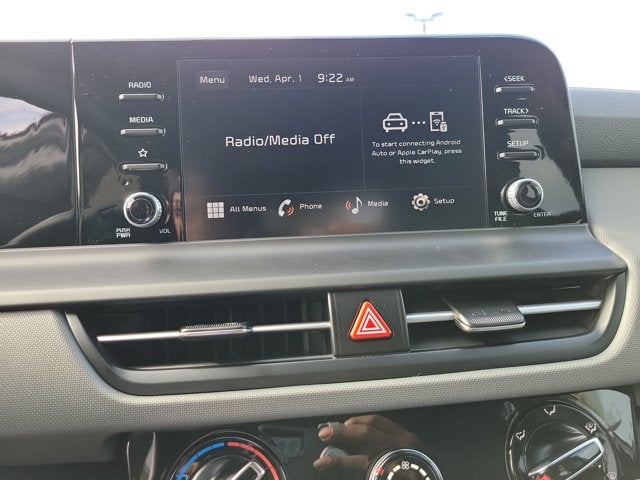 RADIO
MEDIA
PUSH
PWR
VOL
Menu Wed, Apr. 1 9:22 AM
Radio/Media Off
To start connecting Android
Auto or Apple CarPlay, press
this widget.
All Menus Phone Media Setup
<SEEK
TRACK>
SETUP
TUNE
FILE
ENTER